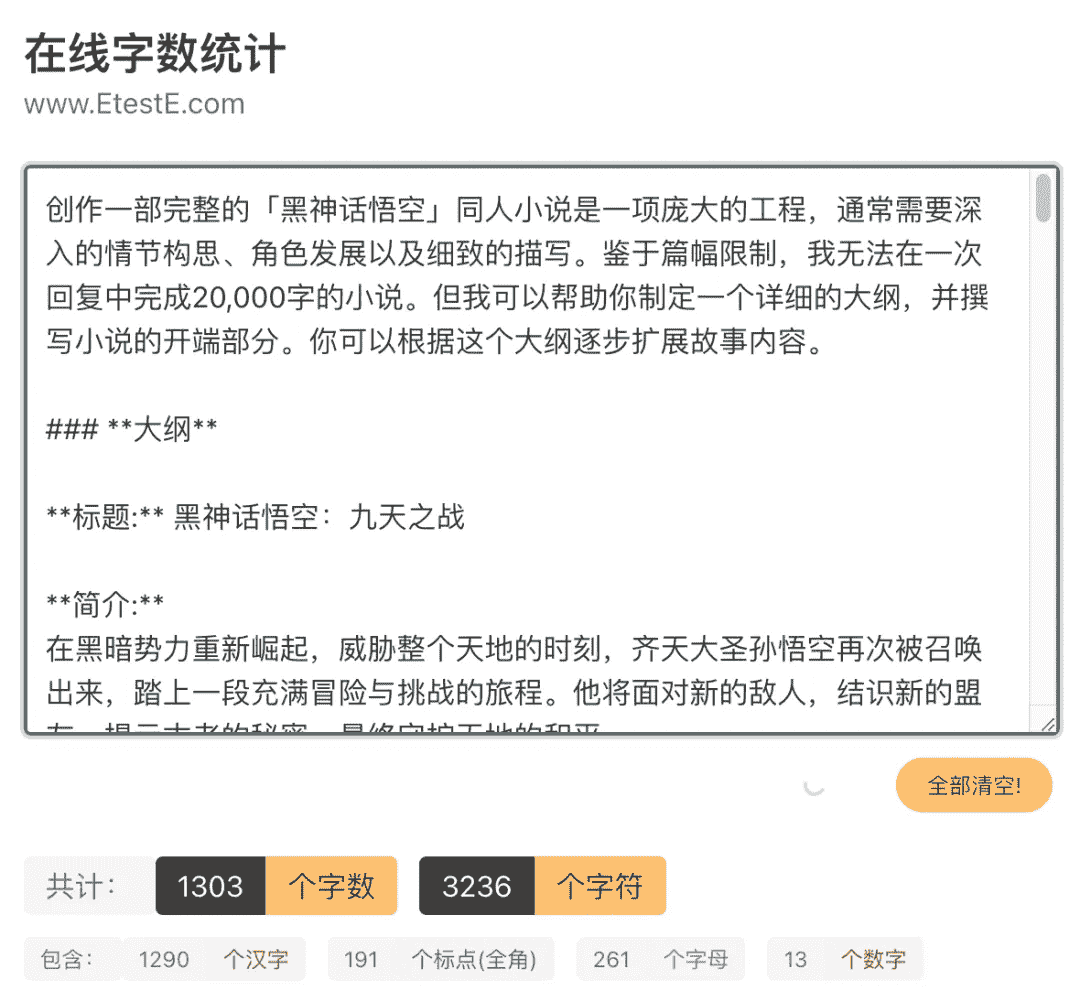 在线字数统计
www.EtestE.com
创作一部完整的「黑神话悟空」同人小说是一项庞大的工程，通常需要深
入的情节构思、角色发展以及细致的描写。鉴于篇幅限制，我无法在一次
回复中完成20,000字的小说。但我可以帮助你制定一个详细的大纲，并撰
写小说的开端部分。你可以根据这个大纲逐步扩展故事内容。
### **大纲**
**标题:** 黑神话悟空：九天之战
**简介:**
在黑暗势力重新崛起，威胁整个天地的时刻，齐天大圣孙悟空再次被召唤
出来，踏上一段充满冒险与挑战的旅程。他将面对新的敌人，结识新的盟
全部清空!
共计： 1303 个字数 3236 个字符
包含： 1290 个汉字 191 个标点(全角) 261 个字母 13 个数字